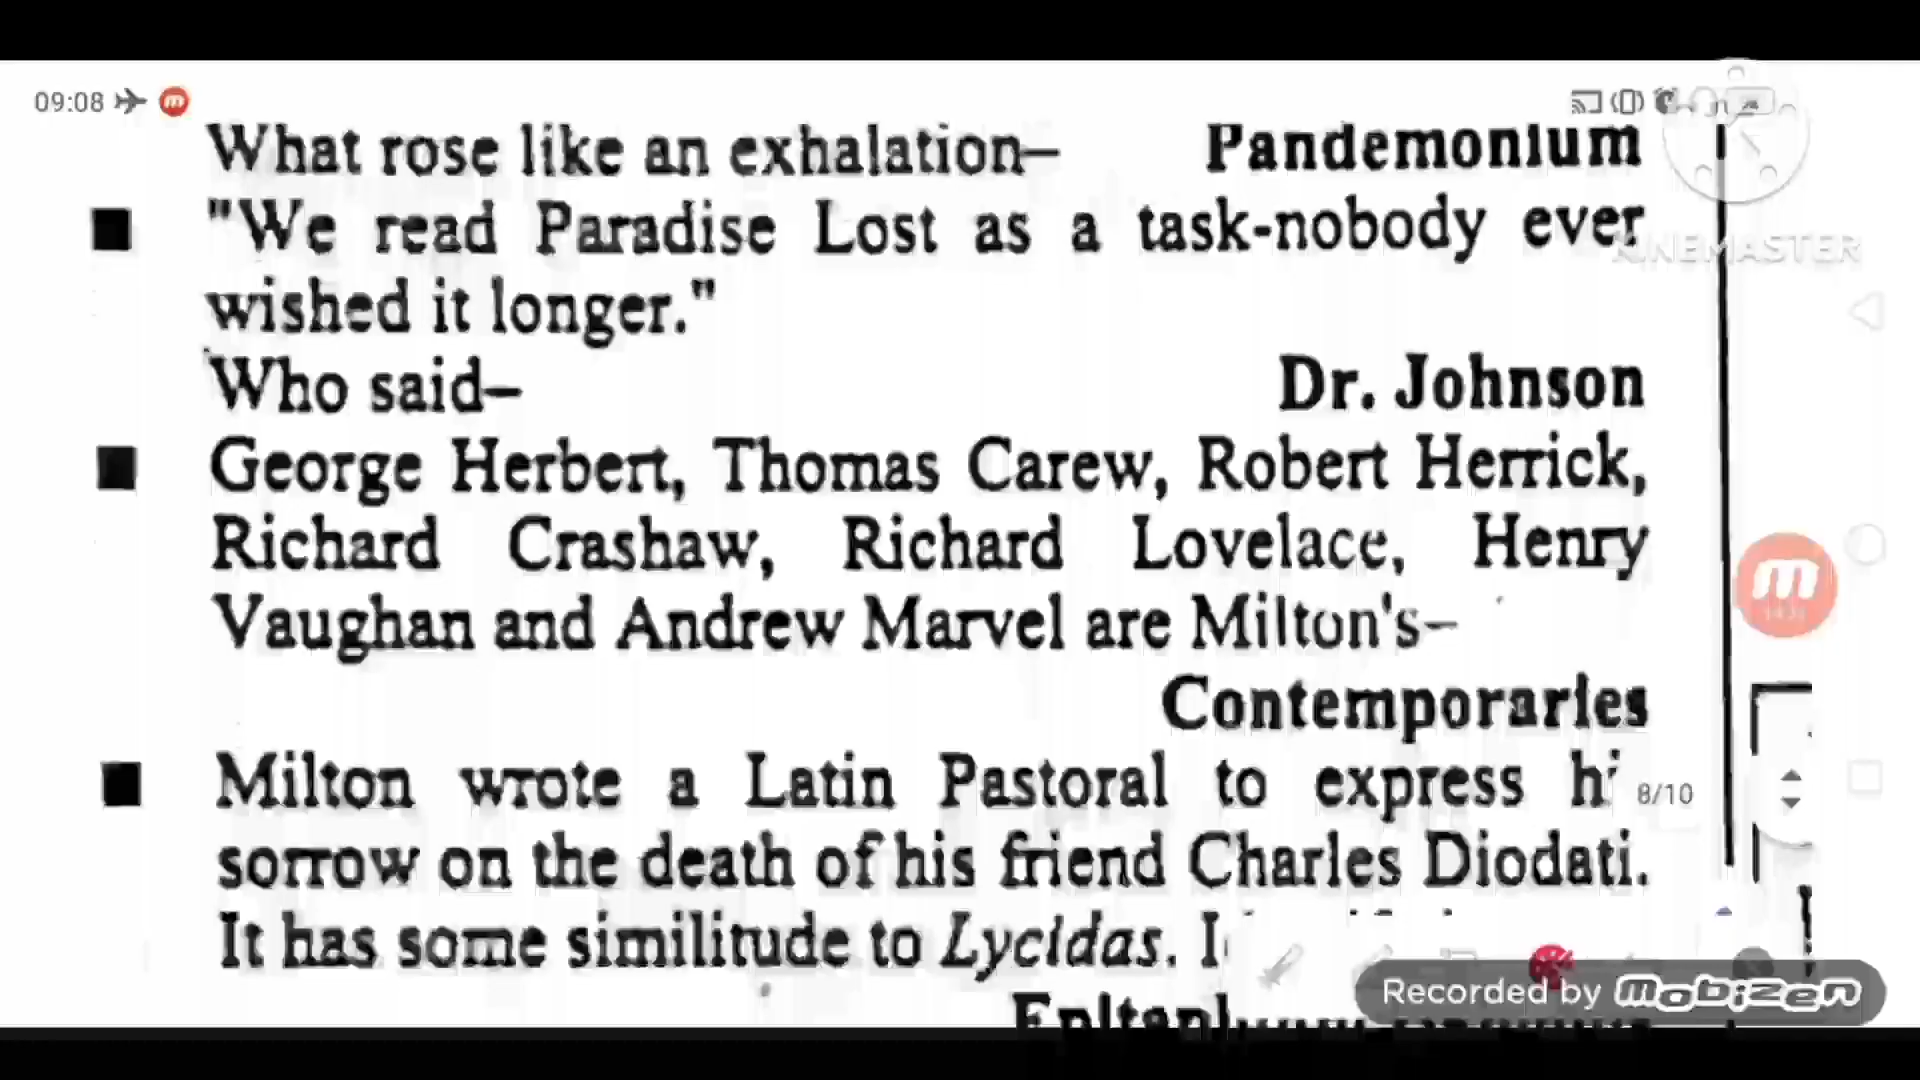 09:08
What rose like an exhalation– Pandemonium
"We read Paradise Lost as a task-nobody ever
KINEMASTER
wished it longer."
Who said– Dr. Johnson
George Herbert, Thomas Carew, Robert Herrick,
Richard Crashaw, Richard Lovelace, Henry
Vaughan and Andrew Marvel are Milton's–
Contemporaries
Milton wrote a Latin Pastoral to express hi
8/10
sorrow on the death of his friend Charles Diodati.
It has some similitude to Lycidas.
Recorded by Mobizen